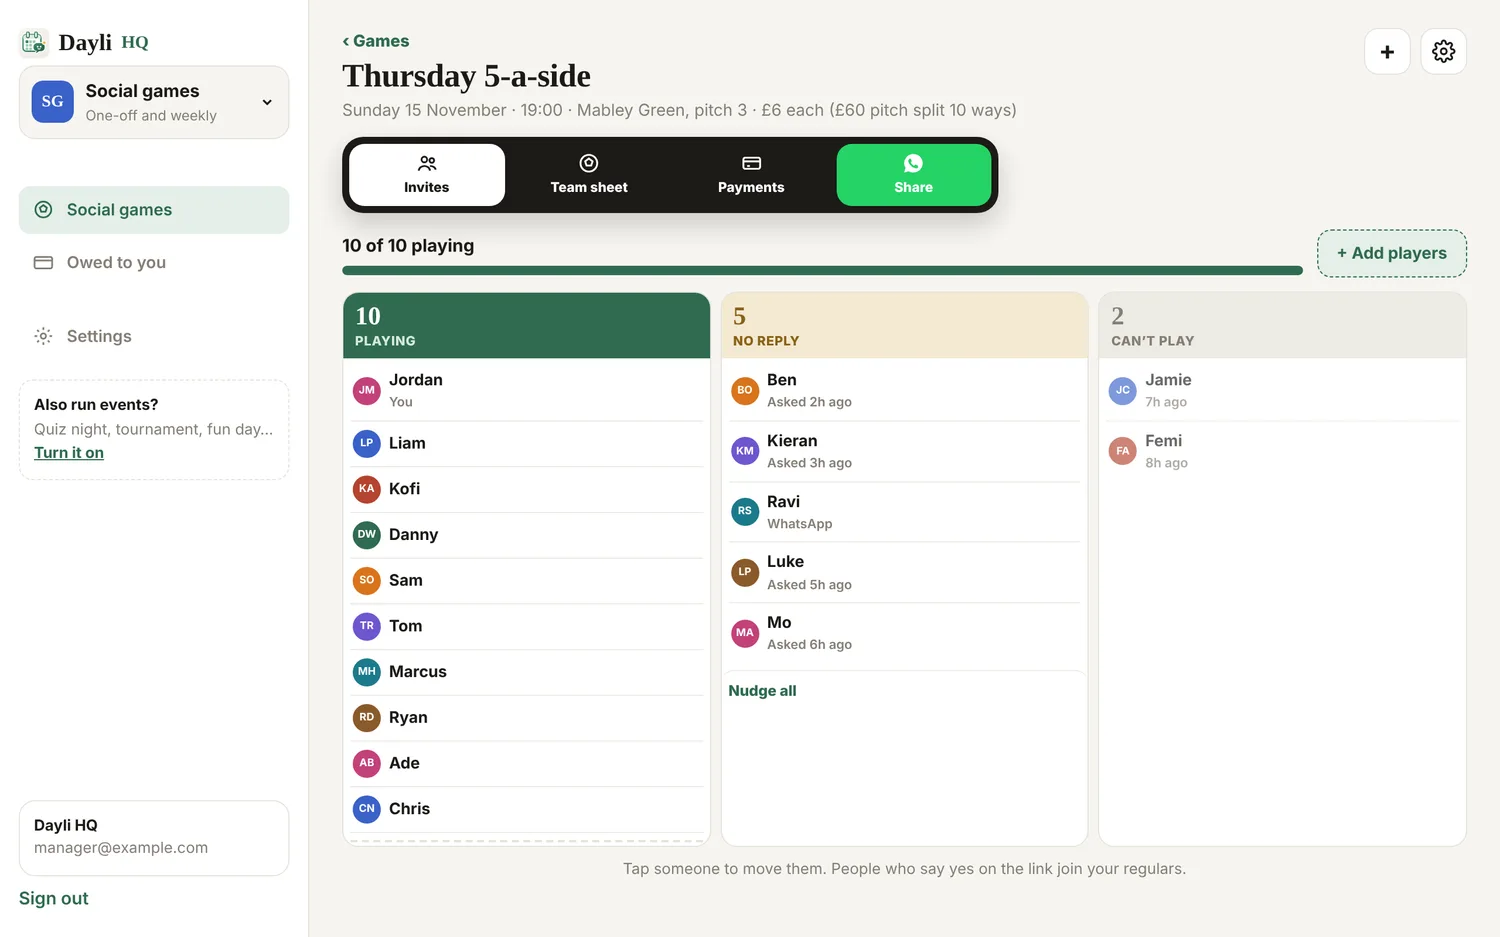 Dayli HQ
SG
Social games
One-off and weekly
Social games
Owed to you
Settings
Also run events?
Quiz night, tournament, fun day...
Turn it on
Dayli HQ
manager@example.com
Sign out
‹ Games
Thursday 5-a-side
Sunday 15 November · 19:00 · Mabley Green, pitch 3 · £6 each (£60 pitch split 10 ways)
+
Invites
Team sheet
Payments
Share
10 of 10 playing
+ Add players
10
PLAYING
JM
Jordan
You
LP
Liam
KA
Kofi
DW
Danny
SO
Sam
TR
Tom
MH
Marcus
RD
Ryan
AB
Ade
CN
Chris
5
NO REPLY
BO
Ben
Asked 2h ago
KM
Kieran
Asked 3h ago
RS
Ravi
WhatsApp
LP
Luke
Asked 5h ago
MA
Mo
Asked 6h ago
Nudge all
2
CAN'T PLAY
JC
Jamie
7h ago
FA
Femi
8h ago
Tap someone to move them. People who say yes on the link join your regulars.